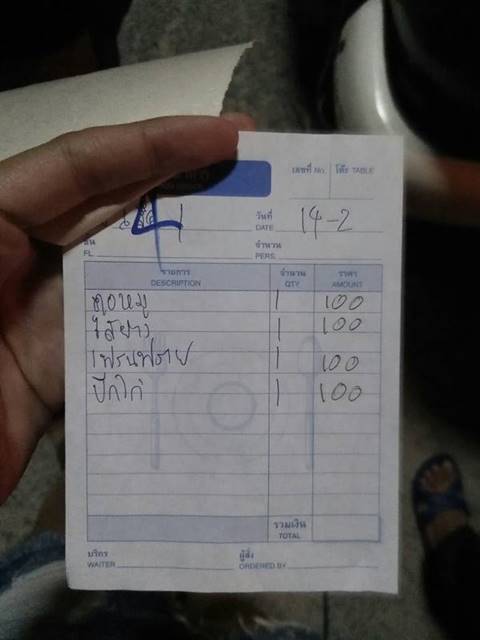 เลขที่ No. โต๊ะ TABLE
4
วันที่
DATE 14-2
ชั้น จำนวน
FL. PERS.
รายการ จำนวน ราคา
DESCRIPTION QTY. AMOUNT
คอหมู 1 100
ไส้ย่าง 1 100
เฟรนฟราย 1 100
ปีกไก่ 1 100
รวมเงิน
TOTAL
บริกร ผู้สั่ง
WAITER ORDERED BY